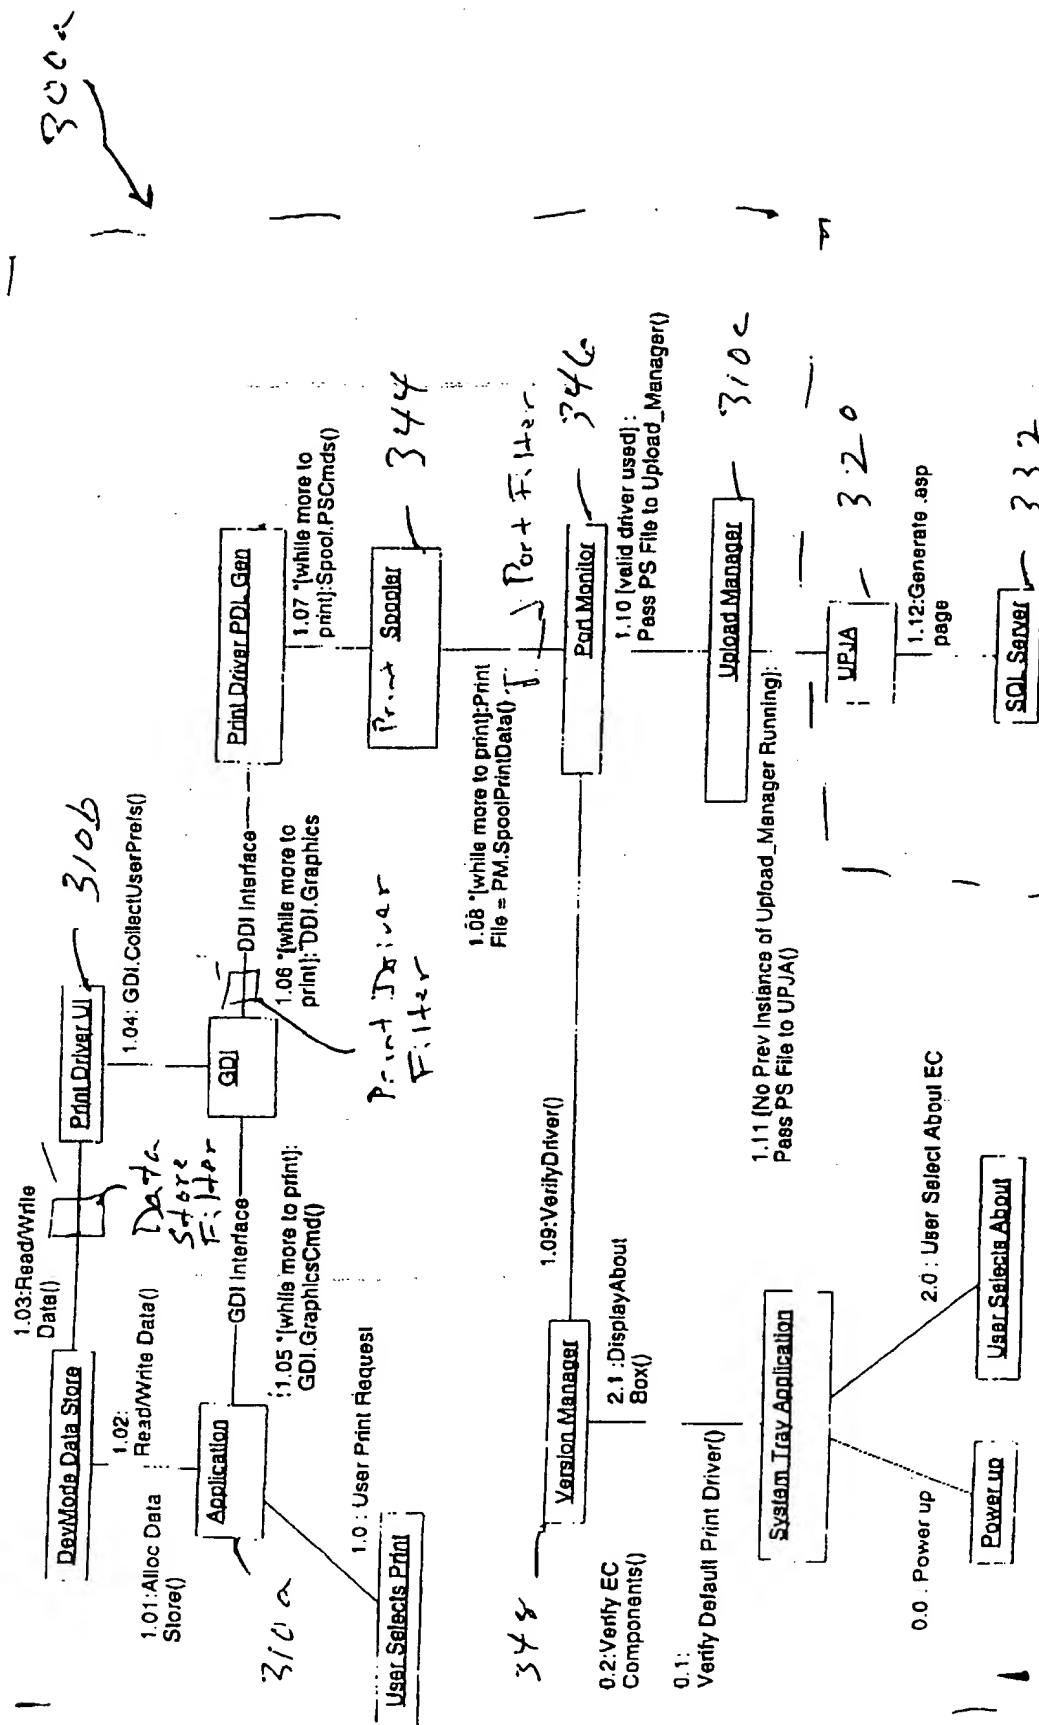 300a
DevMode Data Store
1.03:Read/Write
Data()
Print Driver UI
310b
1.01:Alloc Data
Store()
1.02:
Read/Write Data()
Data
Store
Filter
1.04: GDI.CollectUserPrefs()
Application
310a
GDI Interface
GDI
DDI Interface
Print Driver PDL Gen
1.05 *[while more to print]:
GDI.GraphicsCmd()
1.06 *[while more to
print]: DDI.Graphics
1.07 *[while more to
print]:Spool.PSCmds()
Print Driver
Filter
1.0 : User Print Request
User Selects Print
Print Spooler
344
1.08 *[while more to print]:Print
File = PM.SpoolPrintData()
Port Filter
348
Version Manager
1.09:VerifyDriver()
Port Monitor
346
0.2:Verify EC
Components()
2.1 :DisplayAbout
Box()
1.10 [valid driver used] :
Pass PS File to Upload_Manager()
0.1:
Verify Default Print Driver()
Upload Manager
310c
System Tray Application
1.11 [No Prev Instance of Upload_Manager Running]:
Pass PS File to UPJA()
UPJA
320
0.0 : Power up
2.0 : User Select About EC
1.12:Generate .asp
page
Power up
User Selects About
SQL Server
332